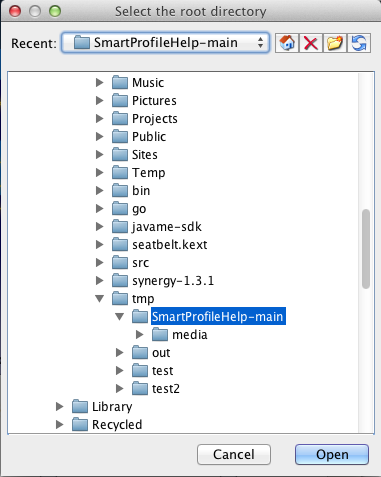 Select the root directory
Recent: SmartProfileHelp-main
Music
Pictures
Projects
Public
Sites
Temp
bin
go
javame-sdk
seatbelt.kext
src
synergy-1.3.1
tmp
SmartProfileHelp-main
media
out
test
test2
Library
Recycled
Cancel Open